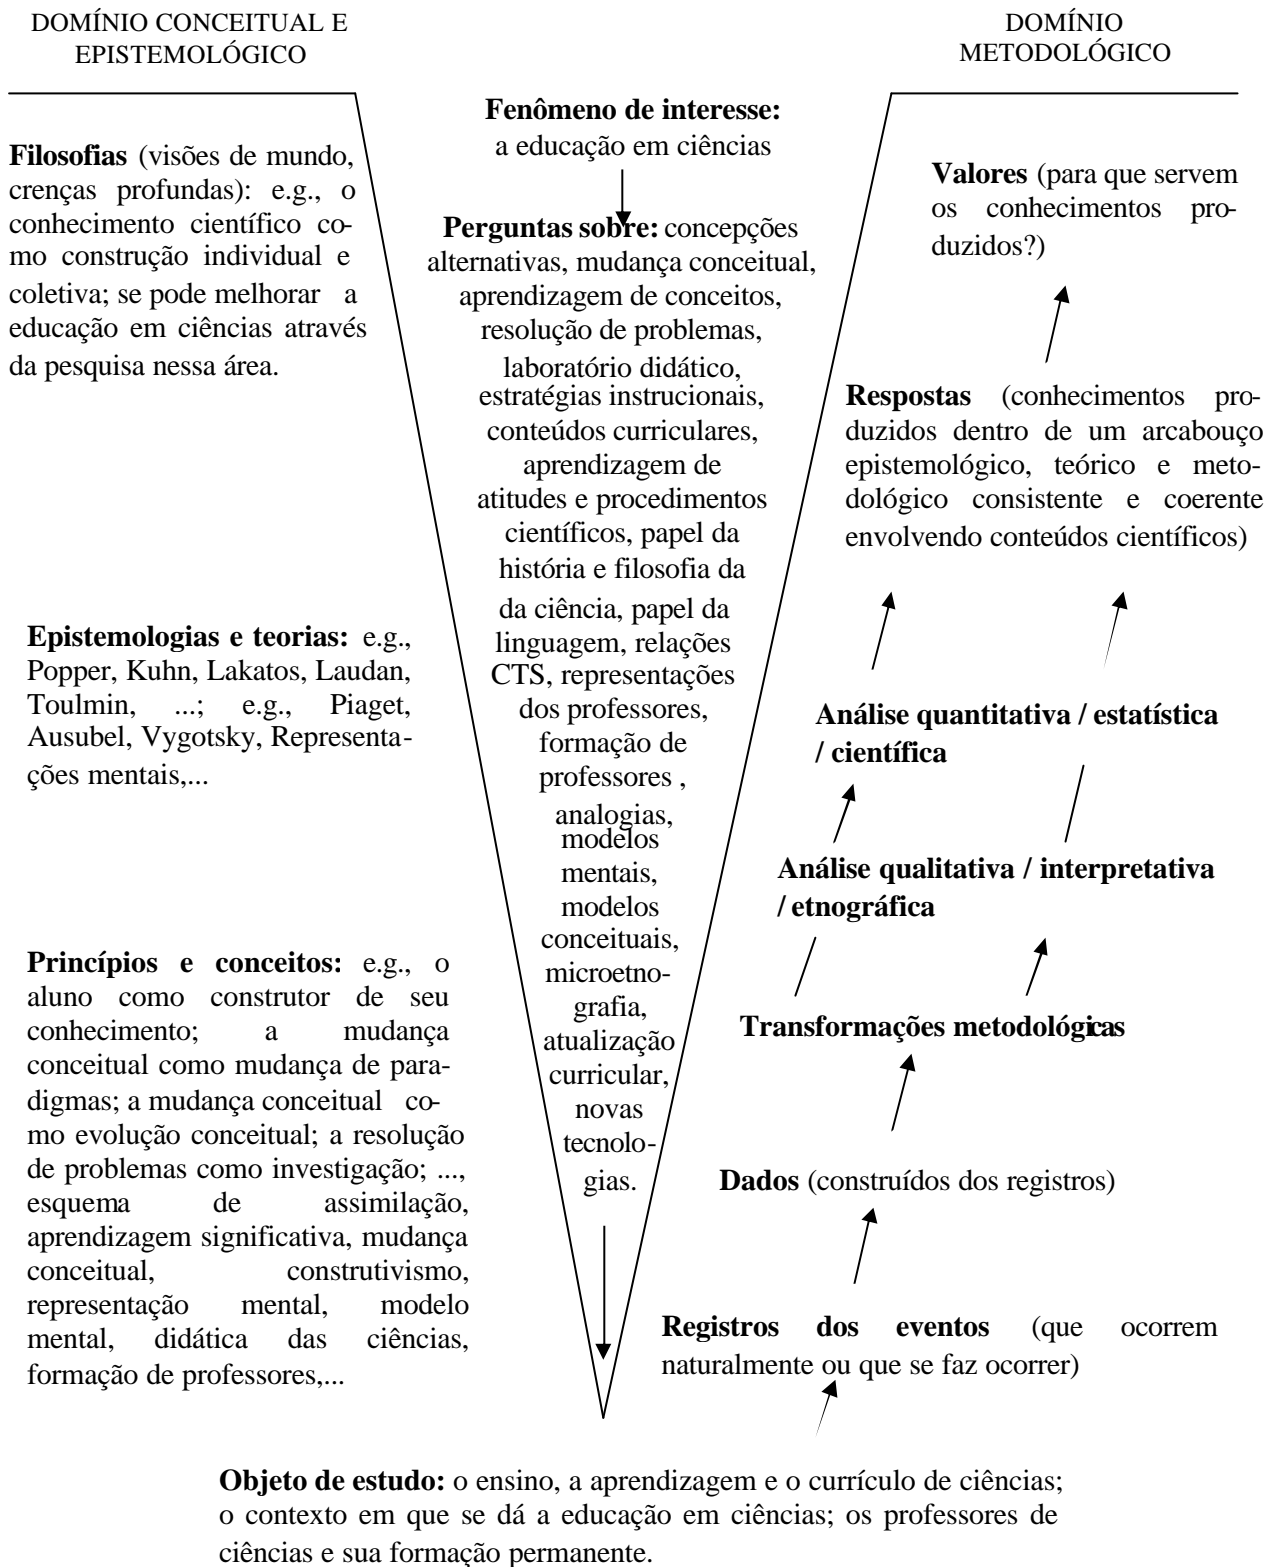 DOMÍNIO CONCEITUAL E
EPISTEMOLÓGICO
Filosofias (visões de mundo,
crenças profundas): e.g., o
conhecimento científico co-
mo construção individual e
coletiva; se pode melhorar a
educação em ciências através
da pesquisa nessa área.
Epistemologias e teorias: e.g.,
Popper, Kuhn, Lakatos, Laudan,
Toulmin, ...; e.g., Piaget,
Ausubel, Vygotsky, Representa-
ções mentais,...
Princípios e conceitos: e.g., o
aluno como construtor de seu
conhecimento; a mudança
conceitual como mudança de para-
digmas; a mudança conceitual co-
mo evolução conceitual; a resolução
de problemas como investigação; ...,
esquema de assimilação,
aprendizagem significativa, mudança
conceitual, construtivismo,
representação mental, modelo
mental, didática das ciências,
formação de professores,...
Fenômeno de interesse:
a educação em ciências
Perguntas sobre: concepções
alternativas, mudança conceitual,
aprendizagem de conceitos,
resolução de problemas,
laboratório didático,
estratégias instrucionais,
conteúdos curriculares,
aprendizagem de
atitudes e procedimentos
científicos, papel da
história e filosofia da
da ciência, papel da
linguagem, relações
CTS, representações
dos professores,
formação de
professores ,
analogias,
modelos
mentais,
modelos
conceituais,
microetno-
grafia,
atualização
curricular,
novas
tecnolo-
gias.
DOMÍNIO
METODOLÓGICO
Valores (para que servem
os conhecimentos pro-
duzidos?)
Respostas (conhecimentos pro-
duzidos dentro de um arcabouço
epistemológico, teórico e meto-
dológico consistente e coerente
envolvendo conteúdos científicos)
Análise quantitativa / estatística
/ científica
Análise qualitativa / interpretativa
/ etnográfica
Transformações metodológicas
Dados (construídos dos registros)
Registros dos eventos (que ocorrem
naturalmente ou que se faz ocorrer)
Objeto de estudo: o ensino, a aprendizagem e o currículo de ciências;
o contexto em que se dá a educação em ciências; os professores de
ciências e sua formação permanente.